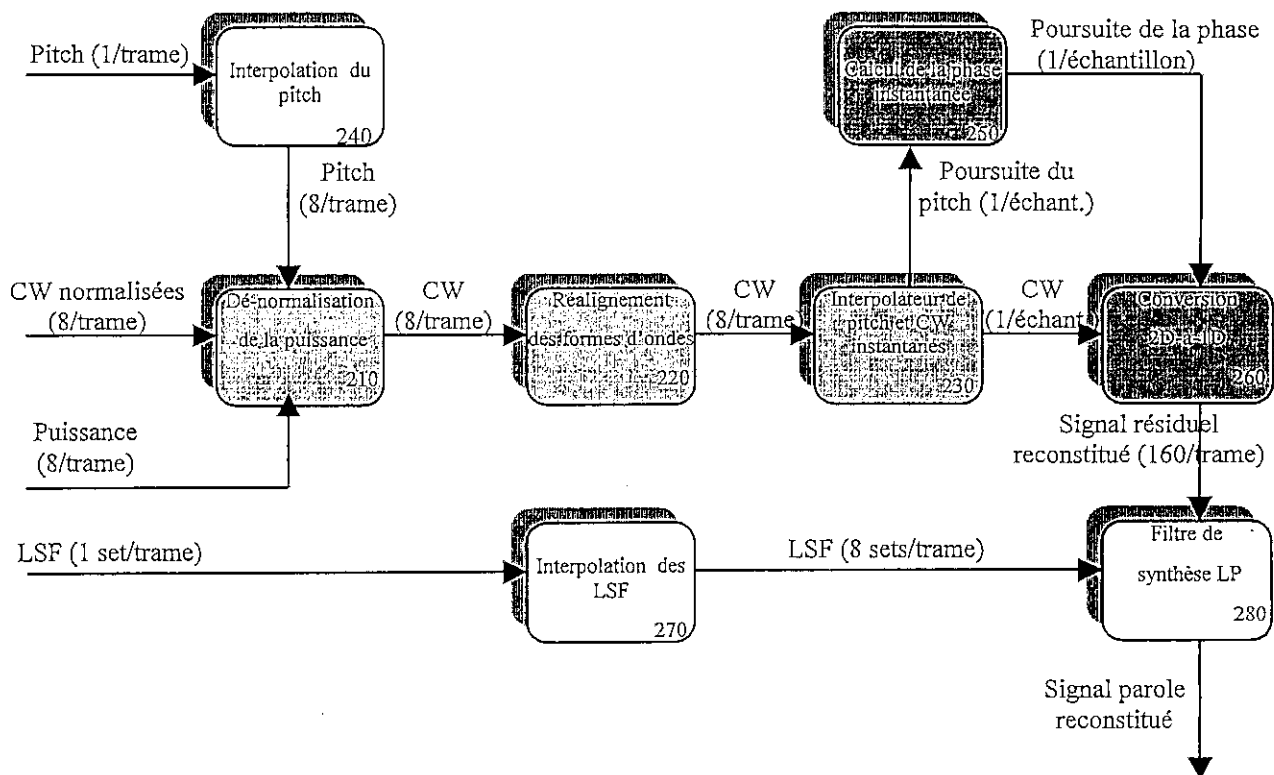 Pitch (1/trame)
Interpolation du
pitch
240
Pitch
(8/trame)
Calcul de la phase
instantanée
250
Poursuite de la phase
(1/échantillon)
Poursuite du
pitch (1/échant.)
CW normalisées
(8/trame)
Dé-normalisation
de la puissance
210
CW
(8/trame)
Réalignement
des formes d'ondes
220
CW
(8/trame)
Interpolateur de
pitch et CW
instantanés
230
CW
(1/échant
Conversion
2D-à-1D
260
Puissance
(8/trame)
Signal résiduel
reconstitué (160/trame)
LSF (1 set/trame)
Interpolation des
LSF
270
LSF (8 sets/trame)
Filtre de
synthèse LP
280
Signal parole
reconstitué